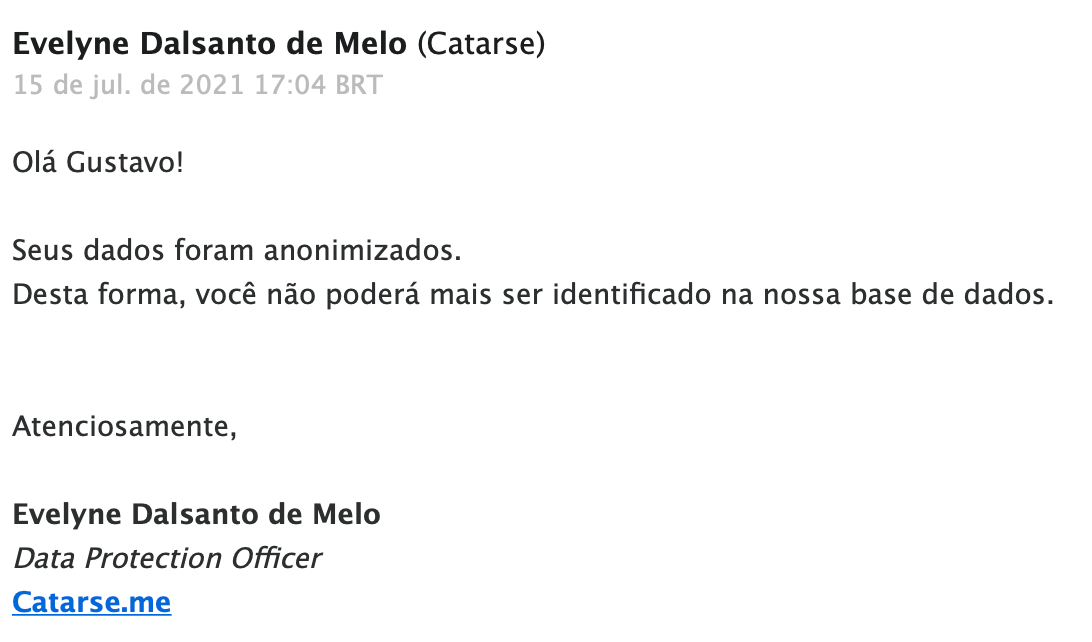 Evelyne Dalsanto de Melo (Catarse)
15 de jul. de 2021 17:04 BRT
Olá Gustavo!
Seus dados foram anonimizados.
Desta forma, você não poderá mais ser identificado na nossa base de dados.
Atenciosamente,
Evelyne Dalsanto de Melo
Data Protection Officer
Catarse.me